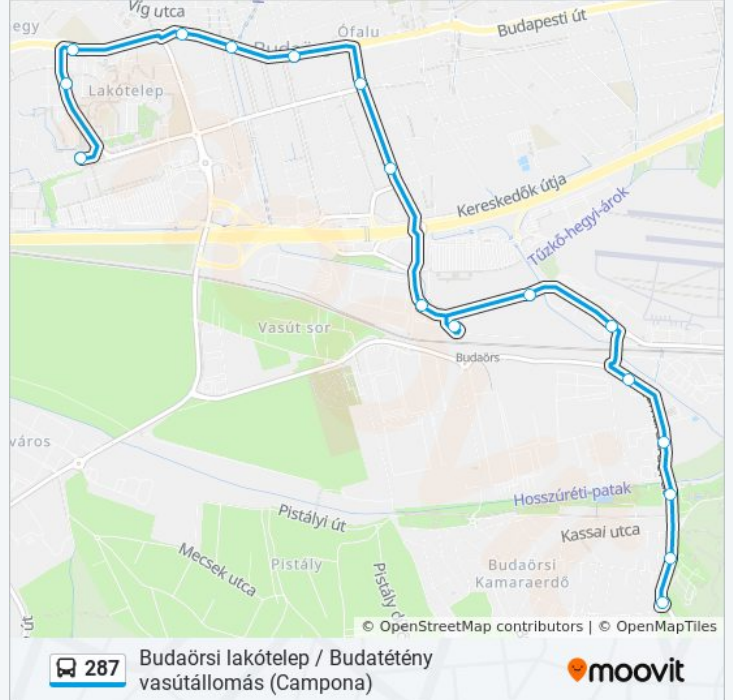 Víg utca
egy
Ófalu
Budapesti út
Lakótelep
Kereskedők útja
Tűzkő-hegyi-árok
Vasút sor
Budaörs
város
Hosszúréti-patak
Pistályi út
Kassai utca
Mecsek utca
Pistály
Budaörsi
Kamaraerdő
út
© OpenStreetMap contributors | © OpenMapTiles
287
Budaörsi lakótelep / Budatétény
vasútállomás (Campona)
moovit